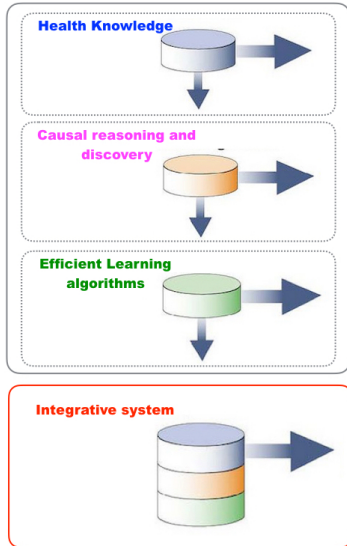 Health Knowledge
Causal reasoning and
discovery
Efficient Learning
algorithms
Integrative system